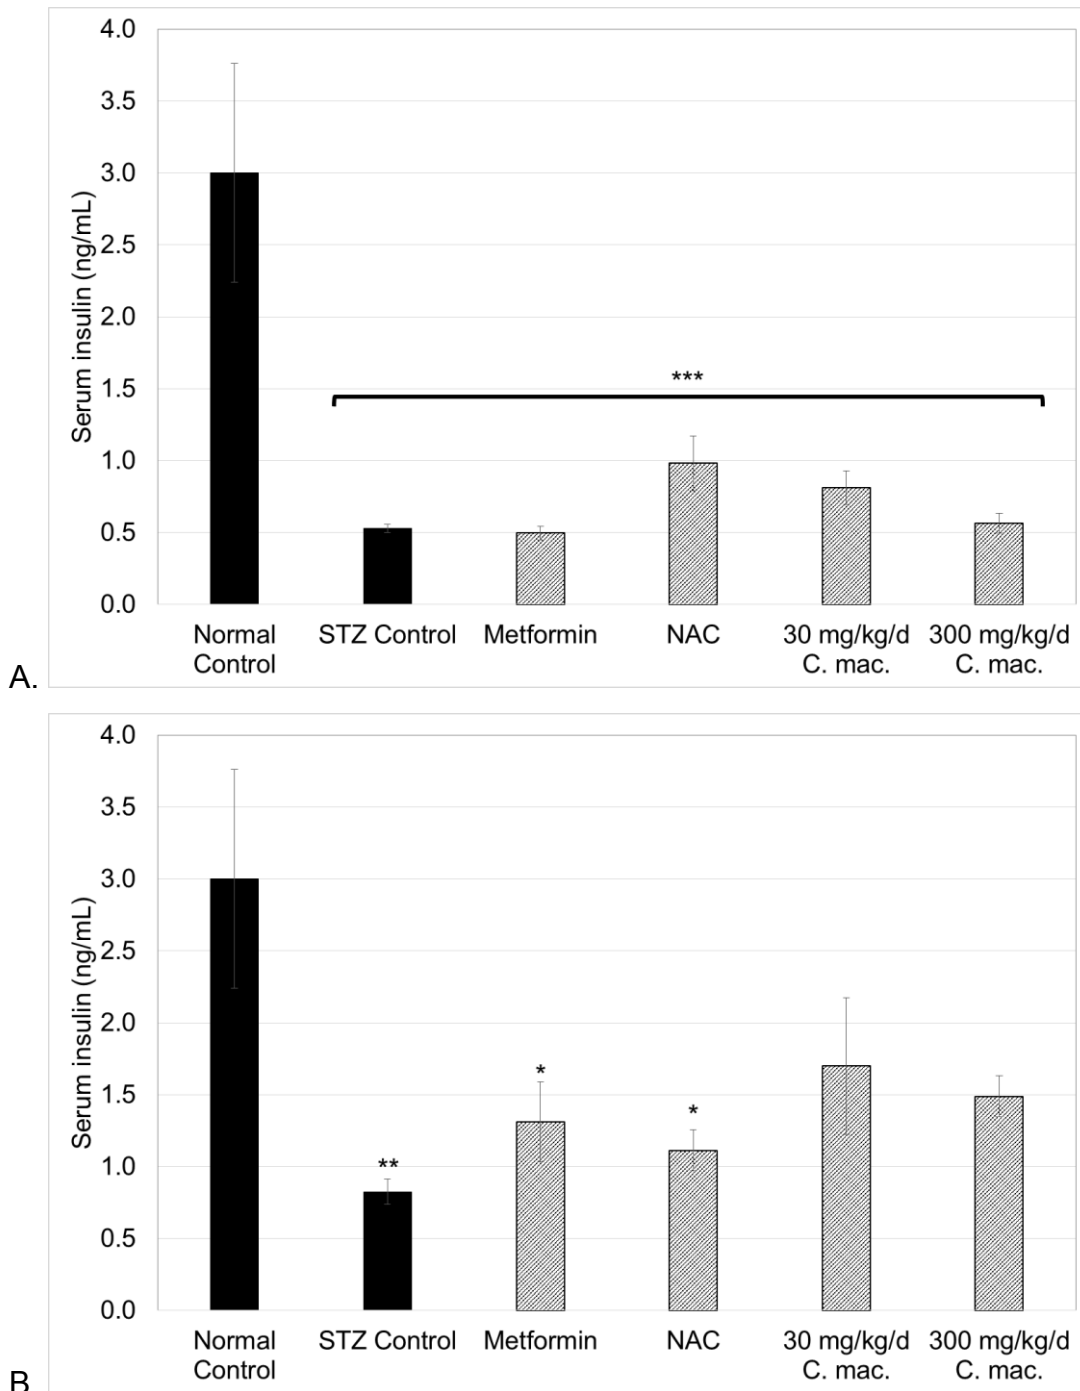 4.0
3.5
3.0
2.5
2.0
1.5
1.0
0.5
0.0
Serum insulin (ng/mL)
***
Normal Control
STZ Control
Metformin
NAC
30 mg/kg/d C. mac.
300 mg/kg/d C. mac.
A.
4.0
3.5
3.0
2.5
2.0
1.5
1.0
0.5
0.0
Serum insulin (ng/mL)
**
*
*
Normal Control
STZ Control
Metformin
NAC
30 mg/kg/d C. mac.
300 mg/kg/d C. mac.
B